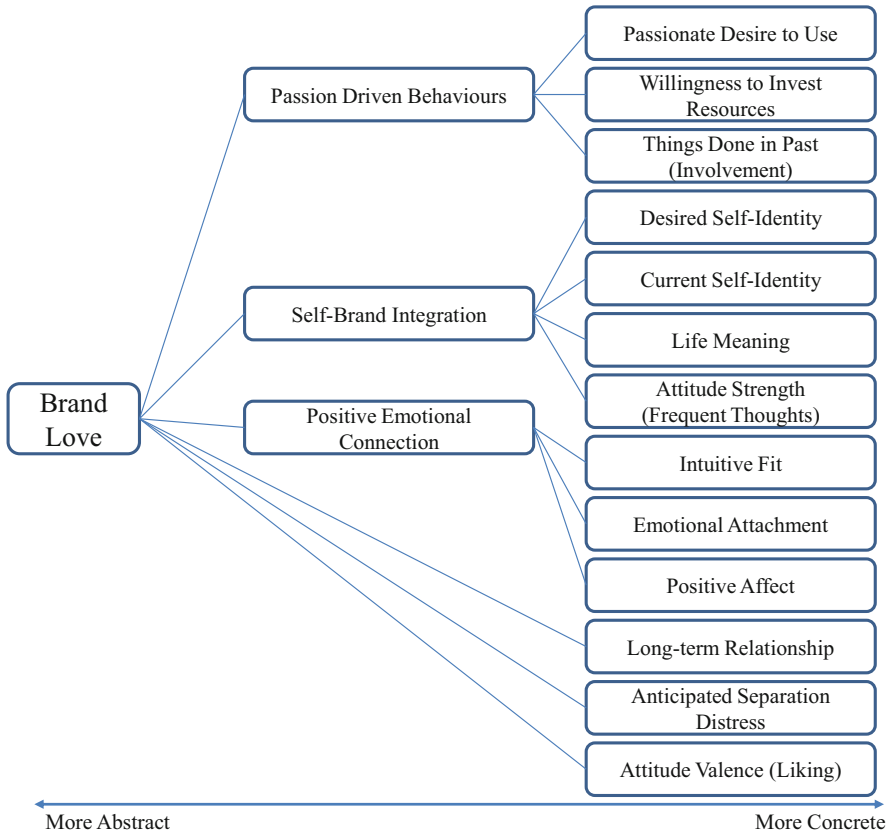 Passionate Desire to Use
Passion Driven Behaviours
Willingness to Invest
Resources
Things Done in Past
(Involvement)
Desired Self-Identity
Current Self-Identity
Self-Brand Integration
Life Meaning
Attitude Strength
(Frequent Thoughts)
Brand
Love
Positive Emotional
Connection
Intuitive Fit
Emotional Attachment
Positive Affect
Long-term Relationship
Anticipated Separation
Distress
Attitude Valence (Liking)
More Abstract
More Concrete